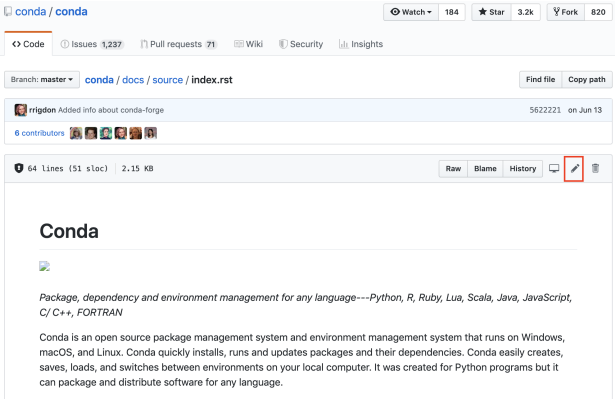 conda / conda
Watch 184 Star 3.2k Fork 820
Code Issues 1,237 Pull requests 71 Wiki Security Insights
Branch: master conda / docs / source / index.rst Find file Copy path
rrigdon Added info about conda-forge 5622221 on Jun 13
6 contributors
64 lines (51 sloc) 2.15 KB Raw Blame History
Conda
Package, dependency and environment management for any language---Python, R, Ruby, Lua, Scala, Java, JavaScript,
C/ C++, FORTRAN
Conda is an open source package management system and environment management system that runs on Windows,
macOS, and Linux. Conda quickly installs, runs and updates packages and their dependencies. Conda easily creates,
saves, loads, and switches between environments on your local computer. It was created for Python programs but it
can package and distribute software for any language.